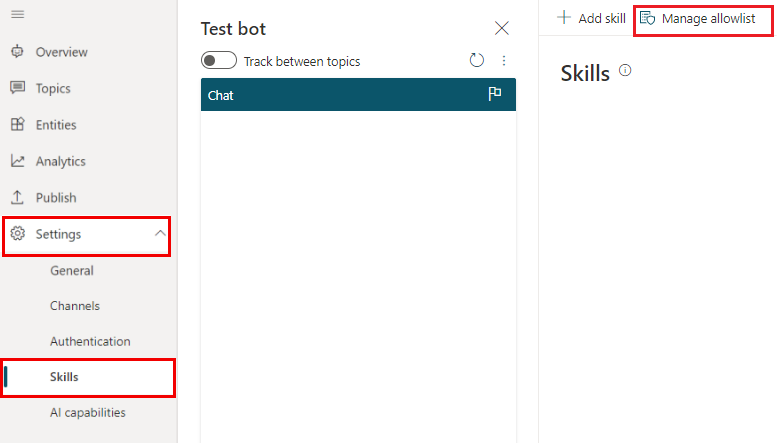 Overview
Topics
Entities
Analytics
Publish
Settings
General
Channels
Authentication
Skills
AI capabilities
Test bot
Track between topics
Chat
Add skill
Manage allowlist
Skills